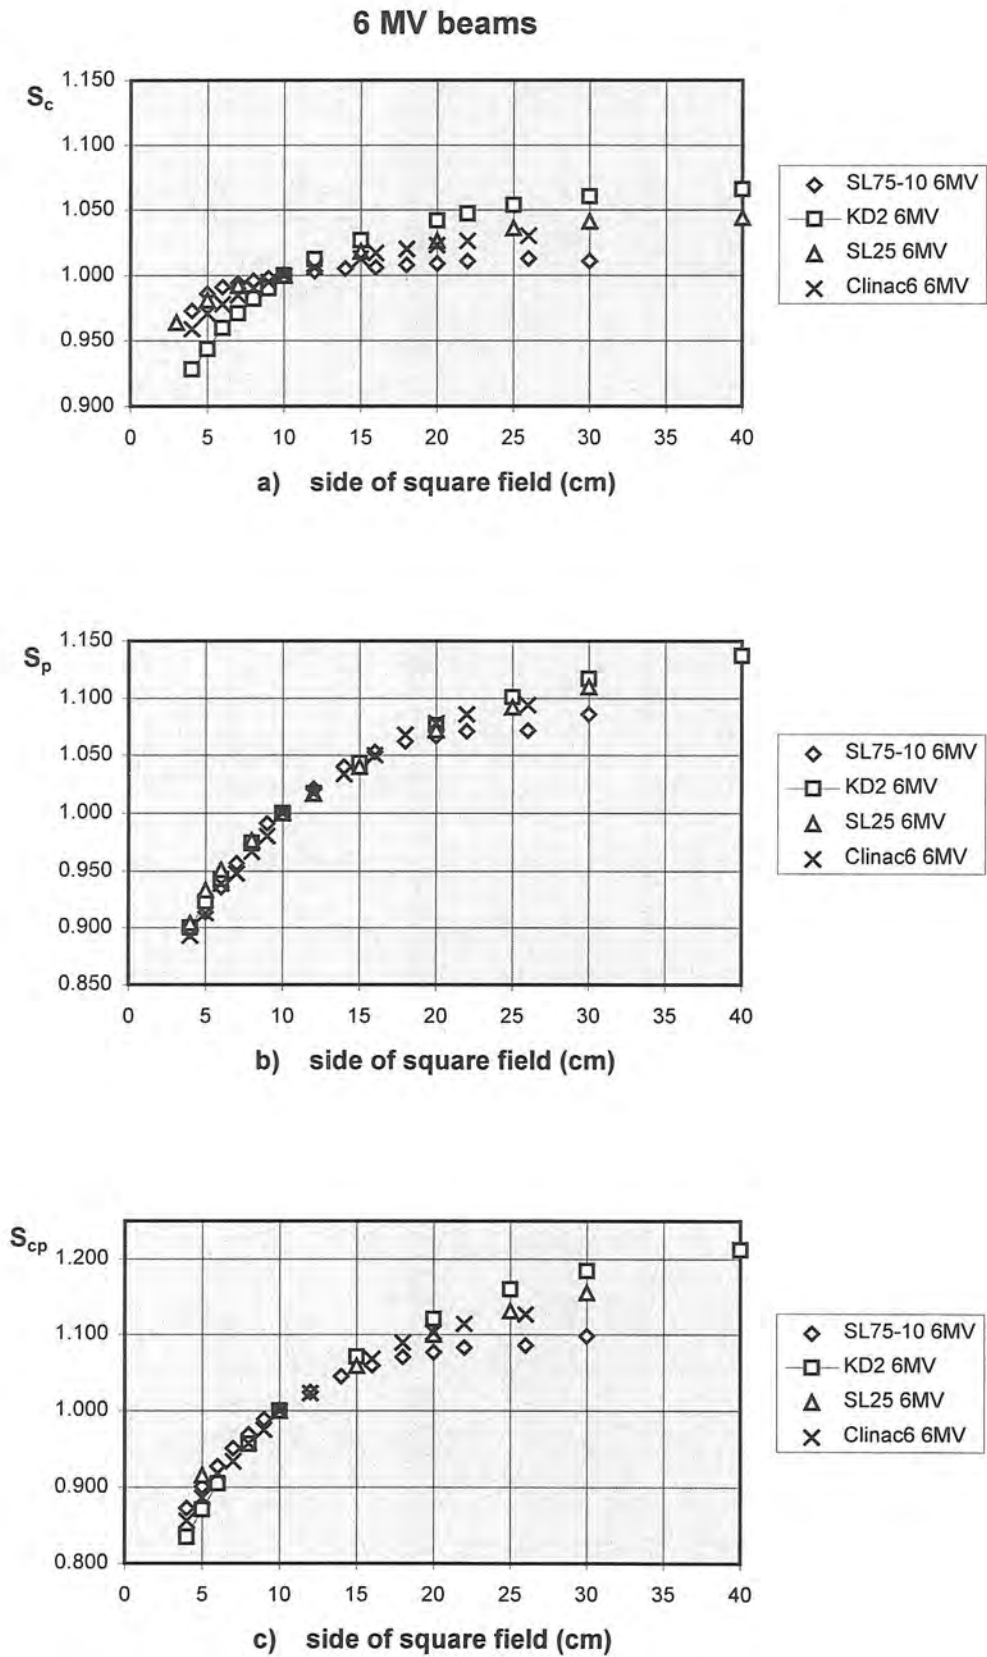 6 MV beams
Sc
1.150
1.100
1.050
1.000
0.950
0.900
0 5 10 15 20 25 30 35 40
a) side of square field (cm)
SL75-10 6MV
KD2 6MV
SL25 6MV
Clinac6 6MV
Sp
1.150
1.100
1.050
1.000
0.950
0.900
0.850
0 5 10 15 20 25 30 35 40
b) side of square field (cm)
SL75-10 6MV
KD2 6MV
SL25 6MV
Clinac6 6MV
Scp
1.200
1.100
1.000
0.900
0.800
0 5 10 15 20 25 30 35 40
c) side of square field (cm)
SL75-10 6MV
KD2 6MV
SL25 6MV
Clinac6 6MV